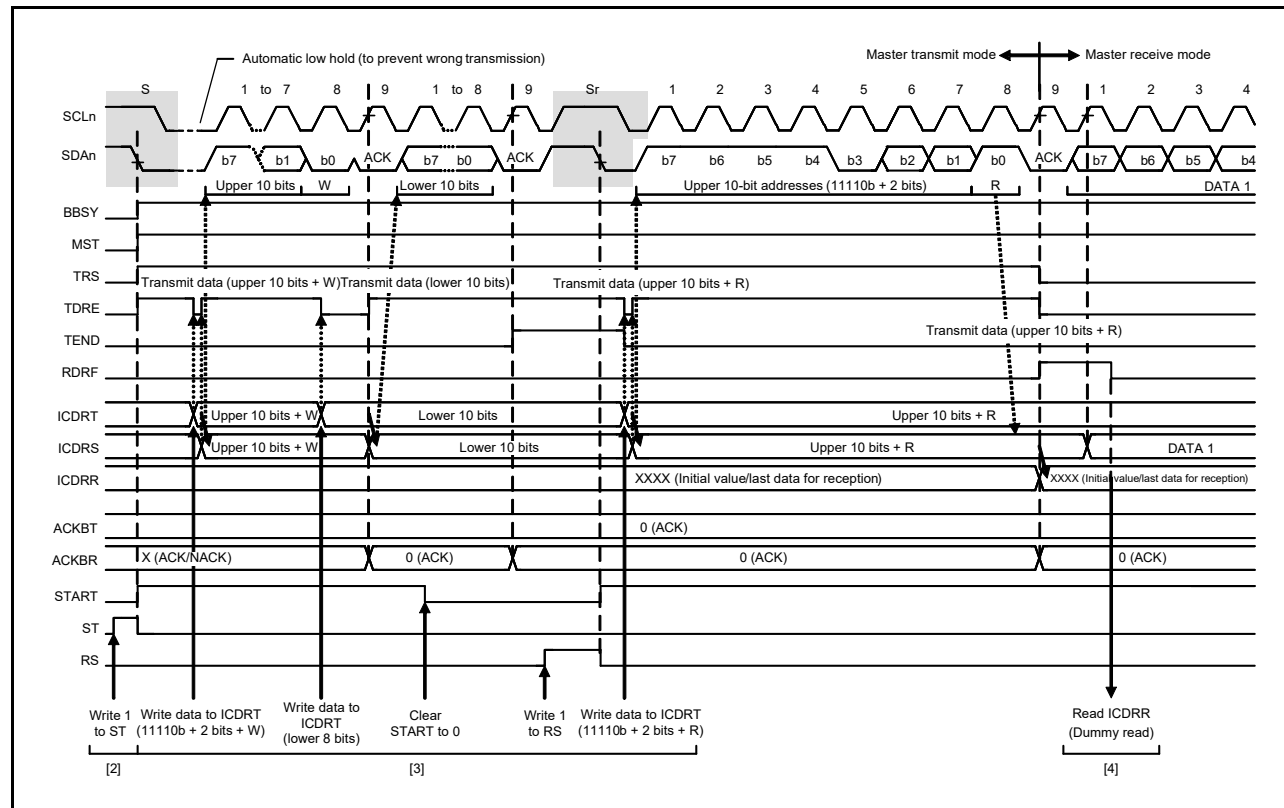 Master transmit mode
Master receive mode
Automatic low hold (to prevent wrong transmission)
S
1 to 7 8 9 1 to 8 9 Sr 1 2 3 4 5 6 7 8 9 1 2 3 4
SCLn
SDAn
b7 b1 b0 ACK b7 b0 ACK b7 b6 b5 b4 b3 b2 b1 b0 ACK b7 b6 b5 b4
Upper 10 bits W Lower 10 bits Upper 10-bit addresses (11110b + 2 bits) R DATA 1
BBSY
MST
TRS
Transmit data (upper 10 bits + W) Transmit data (lower 10 bits) Transmit data (upper 10 bits + R)
TDRE
TEND
Transmit data (upper 10 bits + R)
RDRF
ICDRT
Upper 10 bits + W Lower 10 bits Upper 10 bits + R
ICDRS
Upper 10 bits + W Lower 10 bits Upper 10 bits + R DATA 1
ICDRR
XXXX (Initial value/last data for reception) XXXX (Initial value/last data for reception)
ACKBT
0 (ACK)
ACKBR
X (ACK/NACK) 0 (ACK) 0 (ACK) 0 (ACK)
START
ST
RS
Write 1
to ST
Write data to ICDRT
(11110b + 2 bits + W)
Write data to
ICDRT
(lower 8 bits)
Clear
START to 0
Write 1
to RS
Write data to ICDRT
(11110b + 2 bits + R)
Read ICDRR
(Dummy read)
[2] [3] [4]